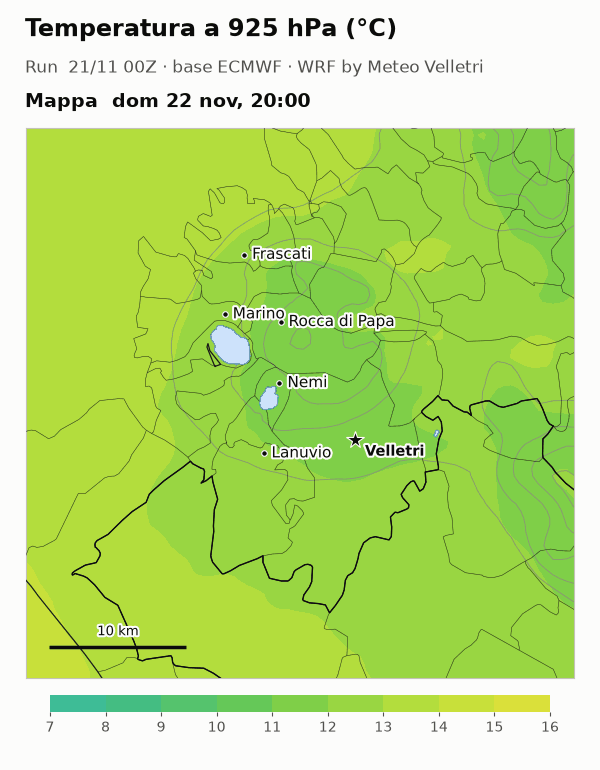 Temperatura a 925 hPa (°C)
Run  21/11 00Z · base ECMWF · WRF by Meteo Velletri
Mappa  dom 22 nov, 20:00
Frascati
Marino
Rocca di Papa
Nemi
Velletri
Lanuvio
10 km
7 8 9 10 11 12 13 14 15 16